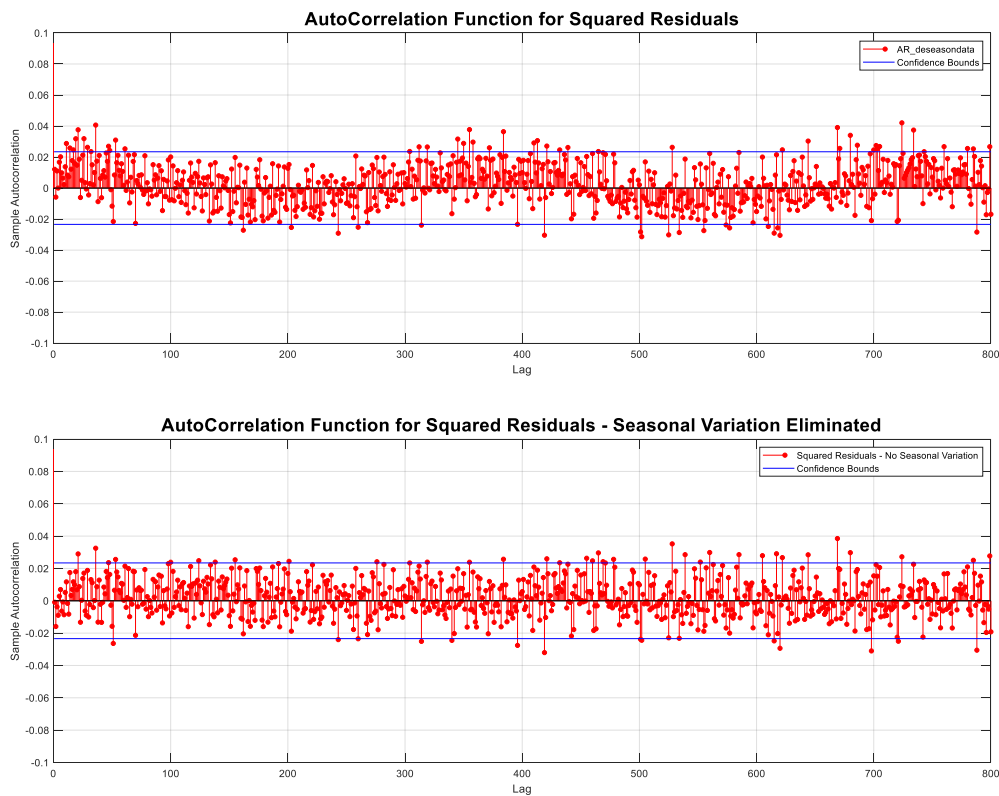 AutoCorrelation Function for Squared Residuals
0.1
0.08
0.06
0.04
0.02
0
-0.02
-0.04
-0.06
-0.08
-0.1
Sample Autocorrelation
AR_deseasondata
Confidence Bounds
0 100 200 300 400 500 600 700 800
Lag
AutoCorrelation Function for Squared Residuals - Seasonal Variation Eliminated
0.1
0.08
0.06
0.04
0.02
0
-0.02
-0.04
-0.06
-0.08
-0.1
Sample Autocorrelation
Squared Residuals - No Seasonal Variation
Confidence Bounds
0 100 200 300 400 500 600 700 800
Lag